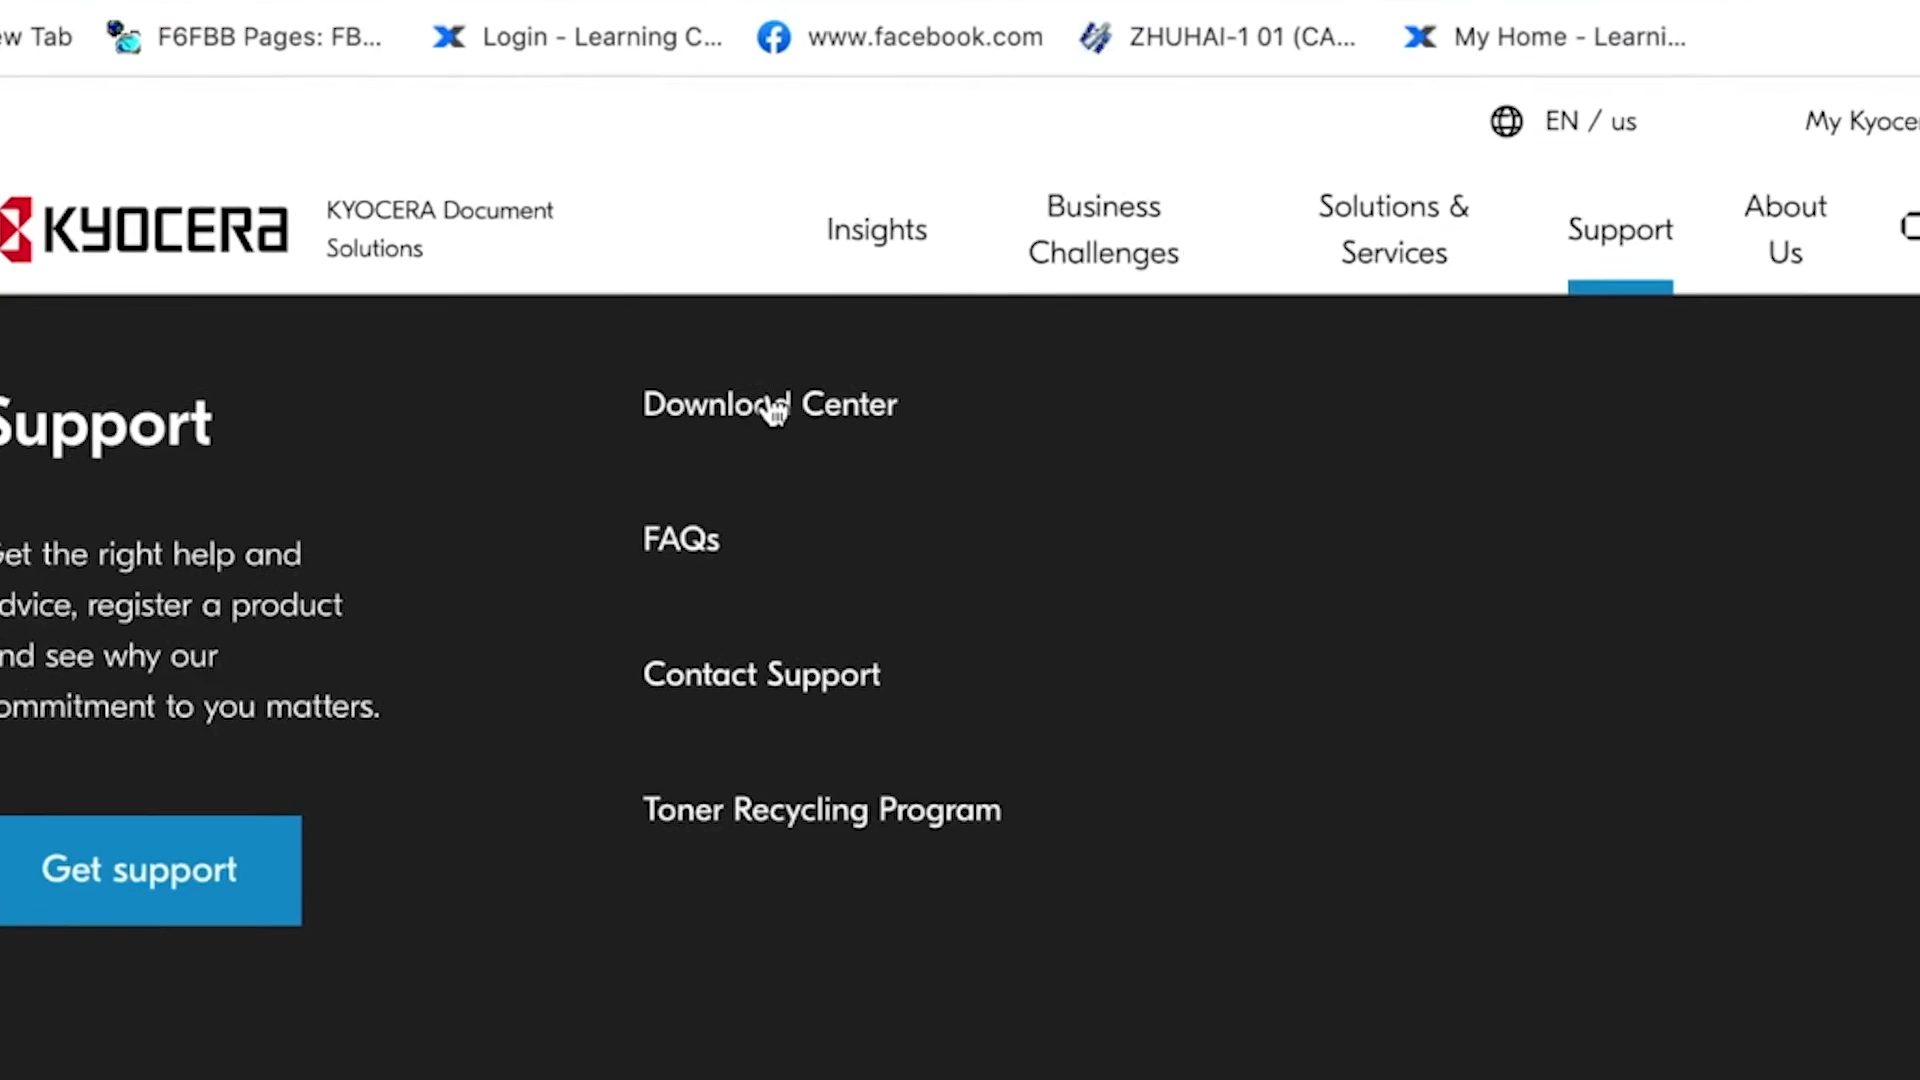 ew Tab
F6FBB Pages: FB...
Login - Learning C...
www.facebook.com
ZHUHAI-1 01 (CA...
My Home - Learni...
EN / us
My Kyocer
KYOCERA
KYOCERA Document
Solutions
Insights
Business
Challenges
Solutions &
Services
Support
About
Us
Support
Get the right help and
dvice, register a product
nd see why our
ommitment to you matters.
Get support
Download Center
FAQs
Contact Support
Toner Recycling Program